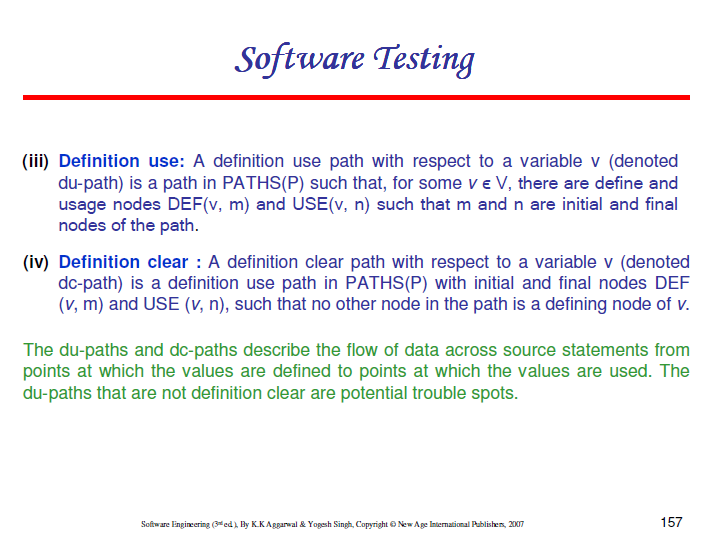 Software Testing
(iii) Definition use: A definition use path with respect to a variable v (denoted
du-path) is a path in PATHS(P) such that, for some v ϵ V, there are define and
usage nodes DEF(v, m) and USE(v, n) such that m and n are initial and final
nodes of the path.
(iv) Definition clear : A definition clear path with respect to a variable v (denoted
dc-path) is a definition use path in PATHS(P) with initial and final nodes DEF
(v, m) and USE (v, n), such that no other node in the path is a defining node of v.
The du-paths and dc-paths describe the flow of data across source statements from
points at which the values are defined to points at which the values are used. The
du-paths that are not definition clear are potential trouble spots.
Software Engineering (3rd ed.), By K.K Aggarwal & Yogesh Singh, Copyright © New Age International Publishers, 2007
157